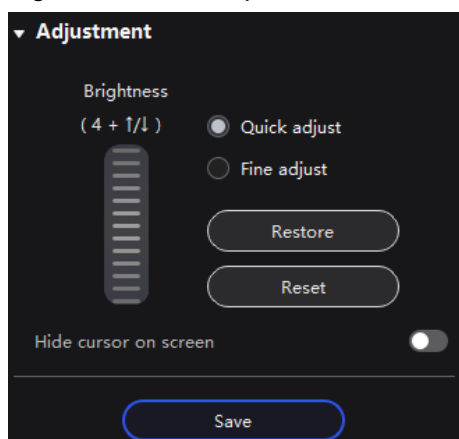 Adjustment
Brightness
( 4 + ↑/↓ )
Quick adjust
Fine adjust
Restore
Reset
Hide cursor on screen
Save